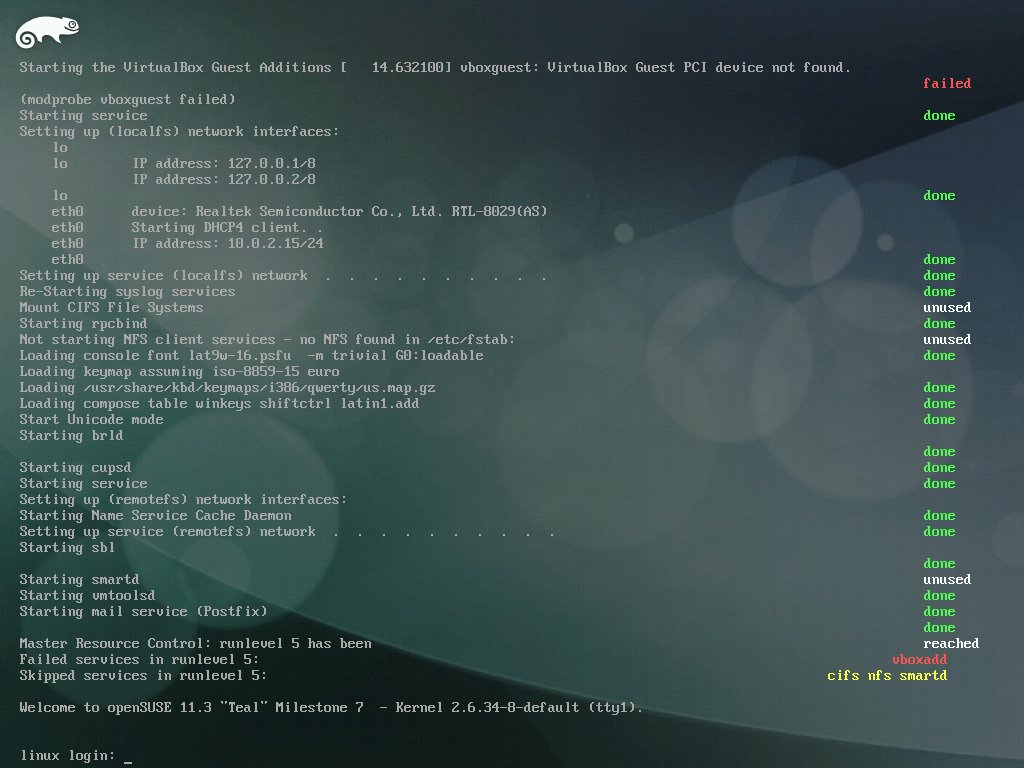 Starting the VirtualBox Guest Additions [   14.632100] vboxguest: VirtualBox Guest PCI device not found.
failed
(modprobe vboxguest failed)
Starting service done
Setting up (localfs) network interfaces:
lo
lo IP address: 127.0.0.1/8
IP address: 127.0.0.2/8
lo done
eth0 device: Realtek Semiconductor Co., Ltd. RTL-8029(AS)
eth0 Starting DHCP4 client. .
eth0 IP address: 10.0.2.15/24
eth0 done
Setting up service (localfs) network . . . . . . . . . . done
Re-Starting syslog services done
Mount CIFS File Systems unused
Starting rpcbind done
Not starting NFS client services - no NFS found in /etc/fstab: unused
Loading console font lat9w-16.psfu  -m trivial G0:loadable done
Loading keymap assuming iso-8859-15 euro
Loading /usr/share/kbd/keymaps/i386/qwerty/us.map.gz done
Loading compose table winkeys shiftctrl latin1.add done
Start Unicode mode done
Starting brld
done
Starting cupsd done
Starting service done
Setting up (remotefs) network interfaces:
Starting Name Service Cache Daemon done
Setting up service (remotefs) network . . . . . . . . . . done
Starting sbl
done
Starting smartd unused
Starting vmtoolsd done
Starting mail service (Postfix) done
done
Master Resource Control: runlevel 5 has been reached
Failed services in runlevel 5: vboxadd
Skipped services in runlevel 5: cifs nfs smartd
Welcome to openSUSE 11.3 "Teal" Milestone 7  - Kernel 2.6.34-8-default (tty1).
linux login: _